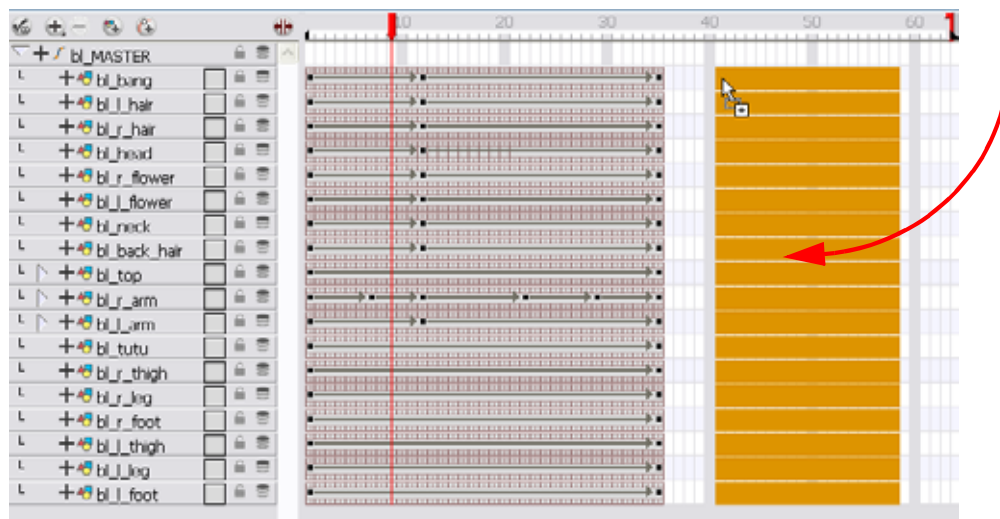 10 20 30 40 50 60 1
bl_MASTER
bl_bang
bl_l_hair
bl_r_hair
bl_head
bl_r_flower
bl_l_flower
bl_neck
bl_back_hair
bl_top
bl_r_arm
bl_l_arm
bl_tutu
bl_r_thigh
bl_r_leg
bl_r_foot
bl_l_thigh
bl_l_leg
bl_l_foot